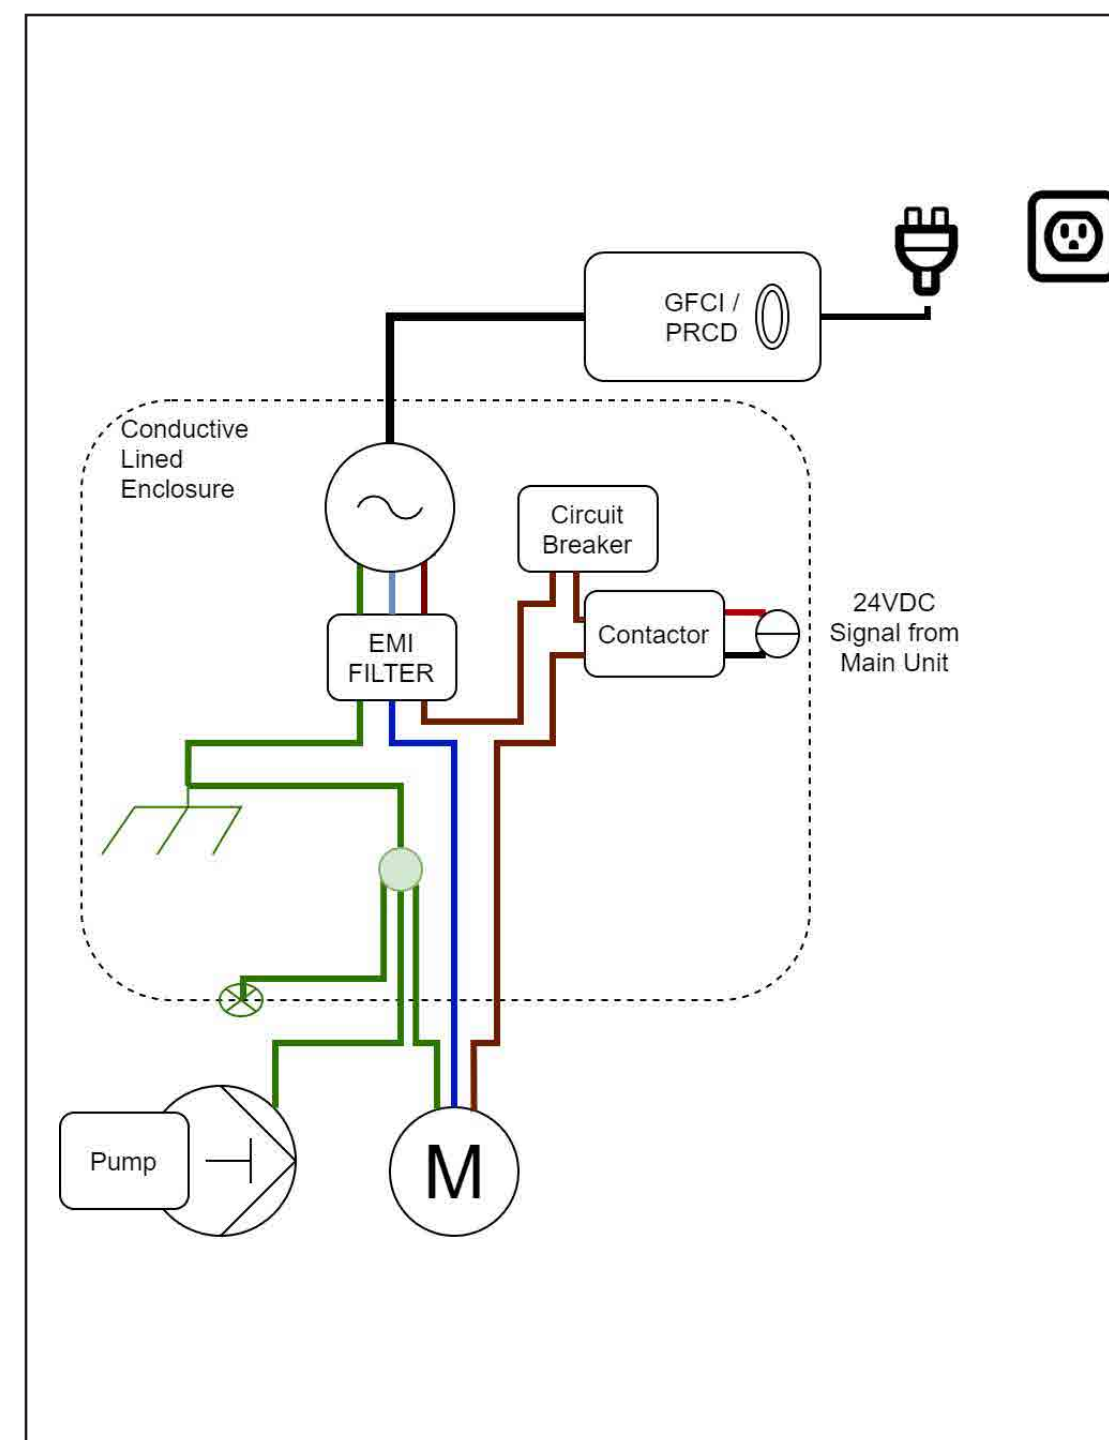 GFCI /
PRCD
Conductive
Lined
Enclosure
Circuit
Breaker
24VDC
Signal from
Main Unit
Contactor
EMI
FILTER
Pump
M